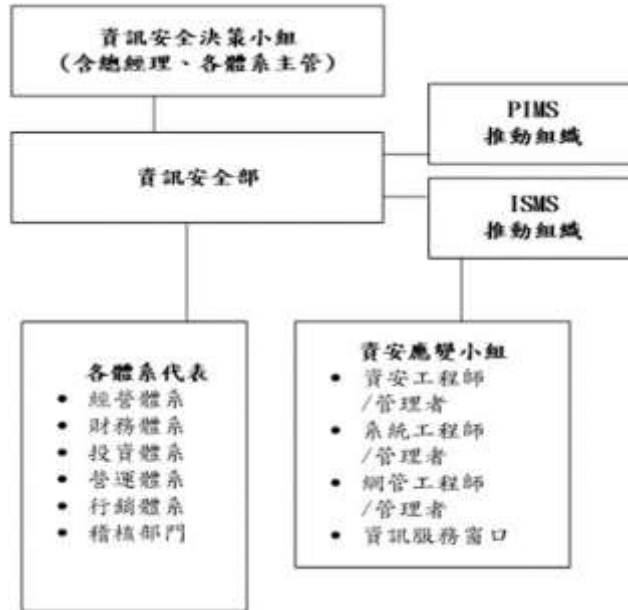 資訊安全決策小組
（含總經理、各體系主管）
PIMS
推動組織
資訊安全部
ISMS
推動組織
各體系代表
• 經營體系
• 財務體系
• 投資體系
• 營運體系
• 行銷體系
• 稽核部門
資安應變小組
• 資安工程師
/管理者
• 系統工程師
/管理者
• 網管工程師
/管理者
• 資訊服務窗口